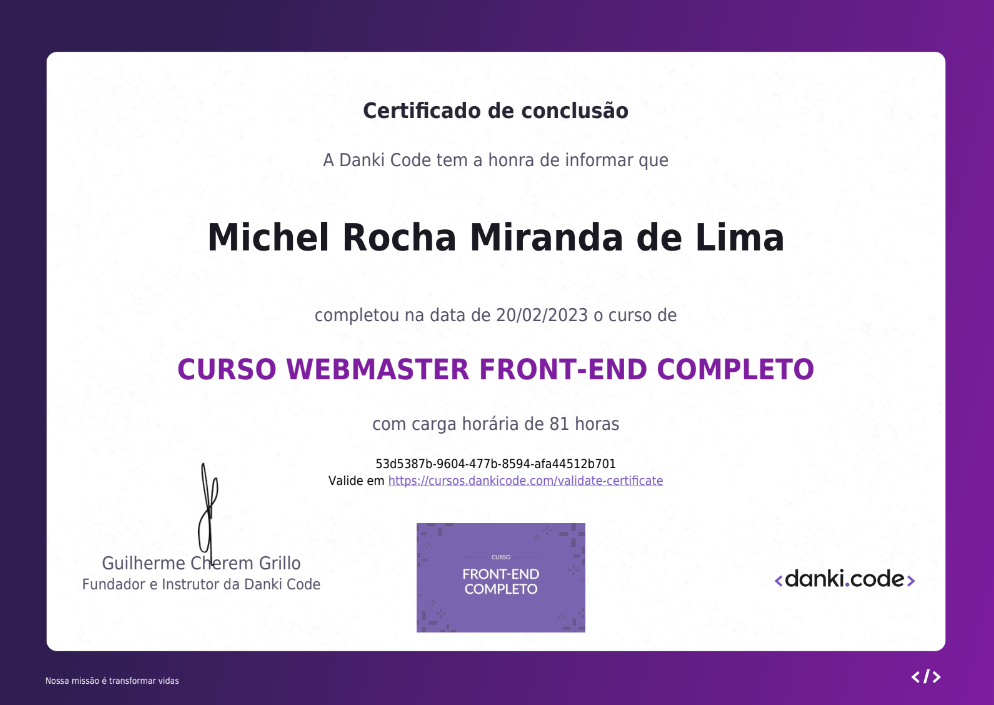 Certificado de conclusão
A Danki Code tem a honra de informar que
Michel Rocha Miranda de Lima
completou na data de 20/02/2023 o curso de
CURSO WEBMASTER FRONT-END COMPLETO
com carga horária de 81 horas
53d5387b-9604-477b-8594-afa44512b701
Valide em https://cursos.dankicode.com/validate-certificate
Guilherme Cherem Grillo
Fundador e Instrutor da Danki Code
CURSO
FRONT-END
COMPLETO
<danki.code>
Nossa missão é transformar vidas
</>